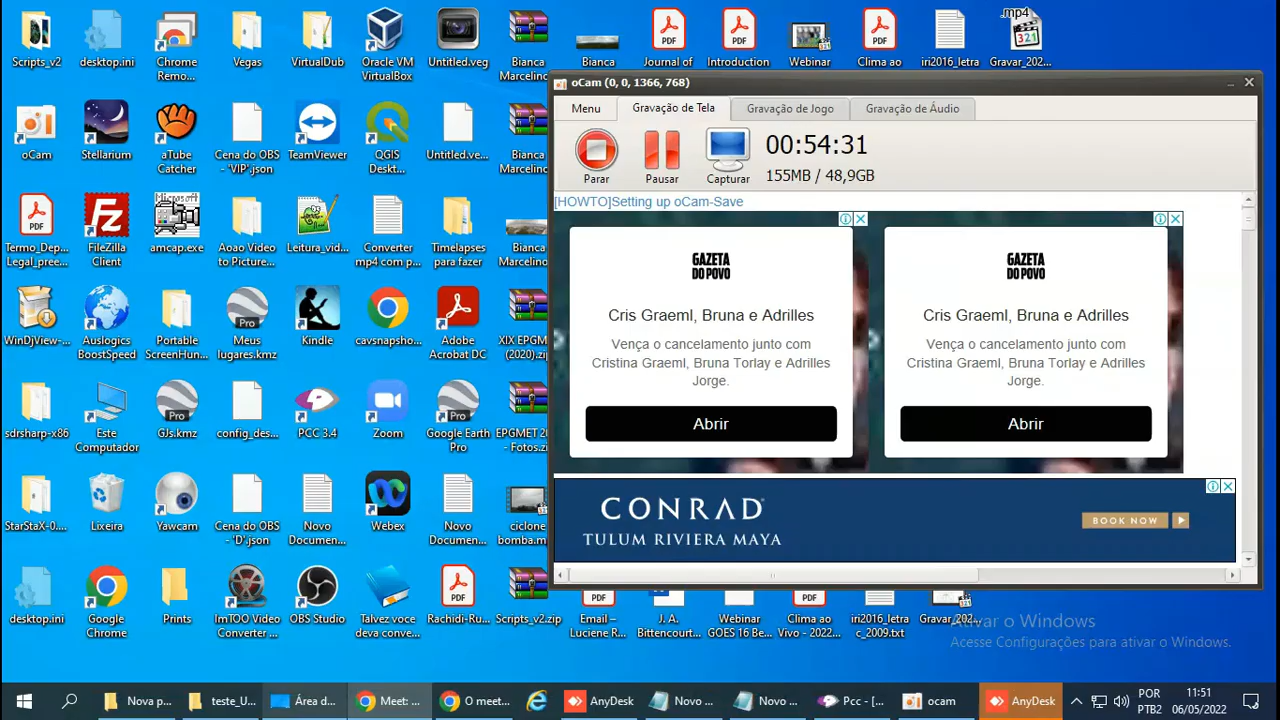 Scripts_v2
desktop.ini
Chrome
Remo...
Vegas
VirtualDub
Oracle VM
VirtualBox
Untitled.veg
Bianca
Marcelino...
Bianca
Journal of
Introduction
Webinar
Clima ao
iri2016_letra
.mp4
Gravar_202...
oCam
Stellarium
aTube
Catcher
Cena do OBS
- 'VIP'.json
TeamViewer
QGIS
Deskt...
Untitled.ve...
Bianca
Marcelino...
Termo_Dep...
Legal_pree...
FileZilla
Client
Microsoft
amcap.exe
Aoao Video
to Picture...
Leitura_vid...
Converter
mp4 com p...
Timelapses
para fazer
Bianca
Marcelino...
WinDjView-...
Auslogics
BoostSpeed
Portable
ScreenHun...
Pro
Meus
lugares.kmz
Kindle
cavsnapsho...
Adobe
Acrobat DC
XIX EPGMET
(2020).zip
sdrsharp-x86
Este
Computador
Pro
GJs.kmz
config_des...
PCC 3.4
Zoom
Pro
Google Earth
Pro
EPGMET 20
- Fotos.zip
StarStaX-0....
Lixeira
Yawcam
Cena do OBS
- 'D'.json
Novo
Documen...
Webex
Novo
Documen...
ciclone
bomba.m
desktop.ini
Google
Chrome
Prints
ImTOO Video
Converter ...
OBS Studio
Talvez voce
deva conve...
Rachidi-Ru...
Scripts_v2.zip
Email –
Luciene R...
J. A.
Bittencourt...
Webinar
GOES 16 Be...
Clima ao
Vivo - 2022...
iri2016_letra
c_2009.txt
Gravar_202...
oCam (0, 0, 1366, 768)
Menu
Gravação de Tela
Gravação de Jogo
Gravação de Áudio
Parar
Pausar
Capturar
00:54:31
155MB / 48,9GB
[HOWTO]Setting up oCam-Save
GAZETA
DO POVO
Cris Graeml, Bruna e Adrilles
Vença o cancelamento junto com
Cristina Graeml, Bruna Torlay e Adrilles
Jorge.
Abrir
GAZETA
DO POVO
Cris Graeml, Bruna e Adrilles
Vença o cancelamento junto com
Cristina Graeml, Bruna Torlay e Adrilles
Jorge.
Abrir
CONRAD
TULUM RIVIERA MAYA
BOOK NOW
Ativar o Windows
Acesse Configurações para ativar o Windows.
Nova p...
teste_U...
Área d...
Meet: ...
O meet...
AnyDesk
Novo ...
Novo ...
Pcc - [...
ocam
AnyDesk
POR
PTB2
11:51
06/05/2022